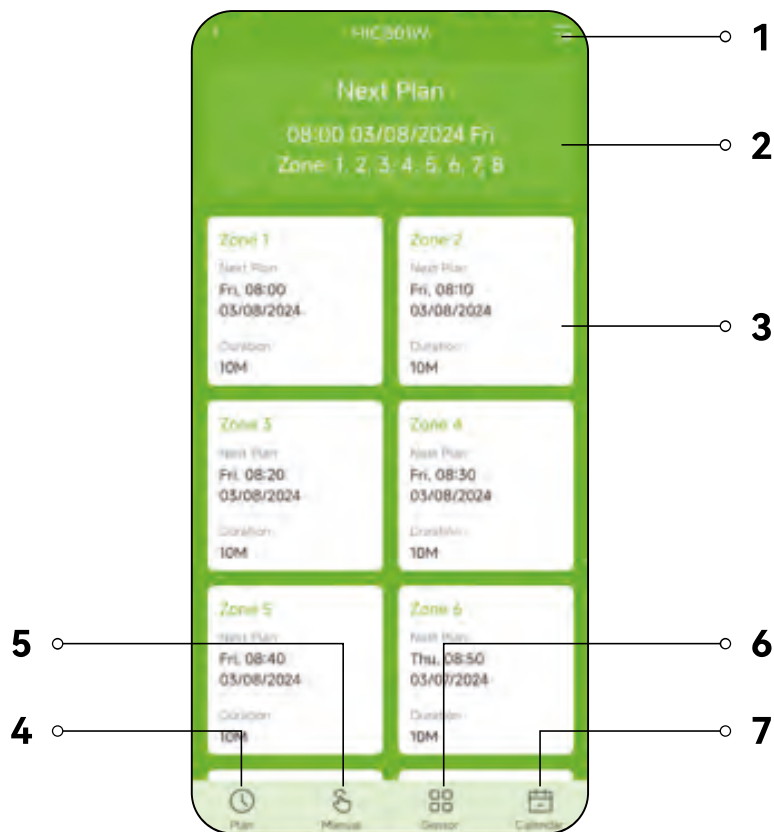 HIC801W
1
Next Plan
08:00 03/08/2024 Fri
Zone: 1, 2, 3, 4, 5, 6, 7, 8
2
Zone 1
Next Plan
Fri, 08:00
03/08/2024
Duration
10M
Zone 2
Next Plan
Fri, 08:10
03/08/2024
Duration
10M
3
Zone 3
Next Plan
Fri, 08:20
03/08/2024
Duration
10M
Zone 4
Next Plan
Fri, 08:30
03/08/2024
Duration
10M
Zone 5
Next Plan
Fri, 08:40
03/08/2024
Duration
10M
Zone 6
Next Plan
Thu, 08:50
03/07/2024
Duration
10M
5
6
4
7
Plan
Manual
Sensor
Calendar